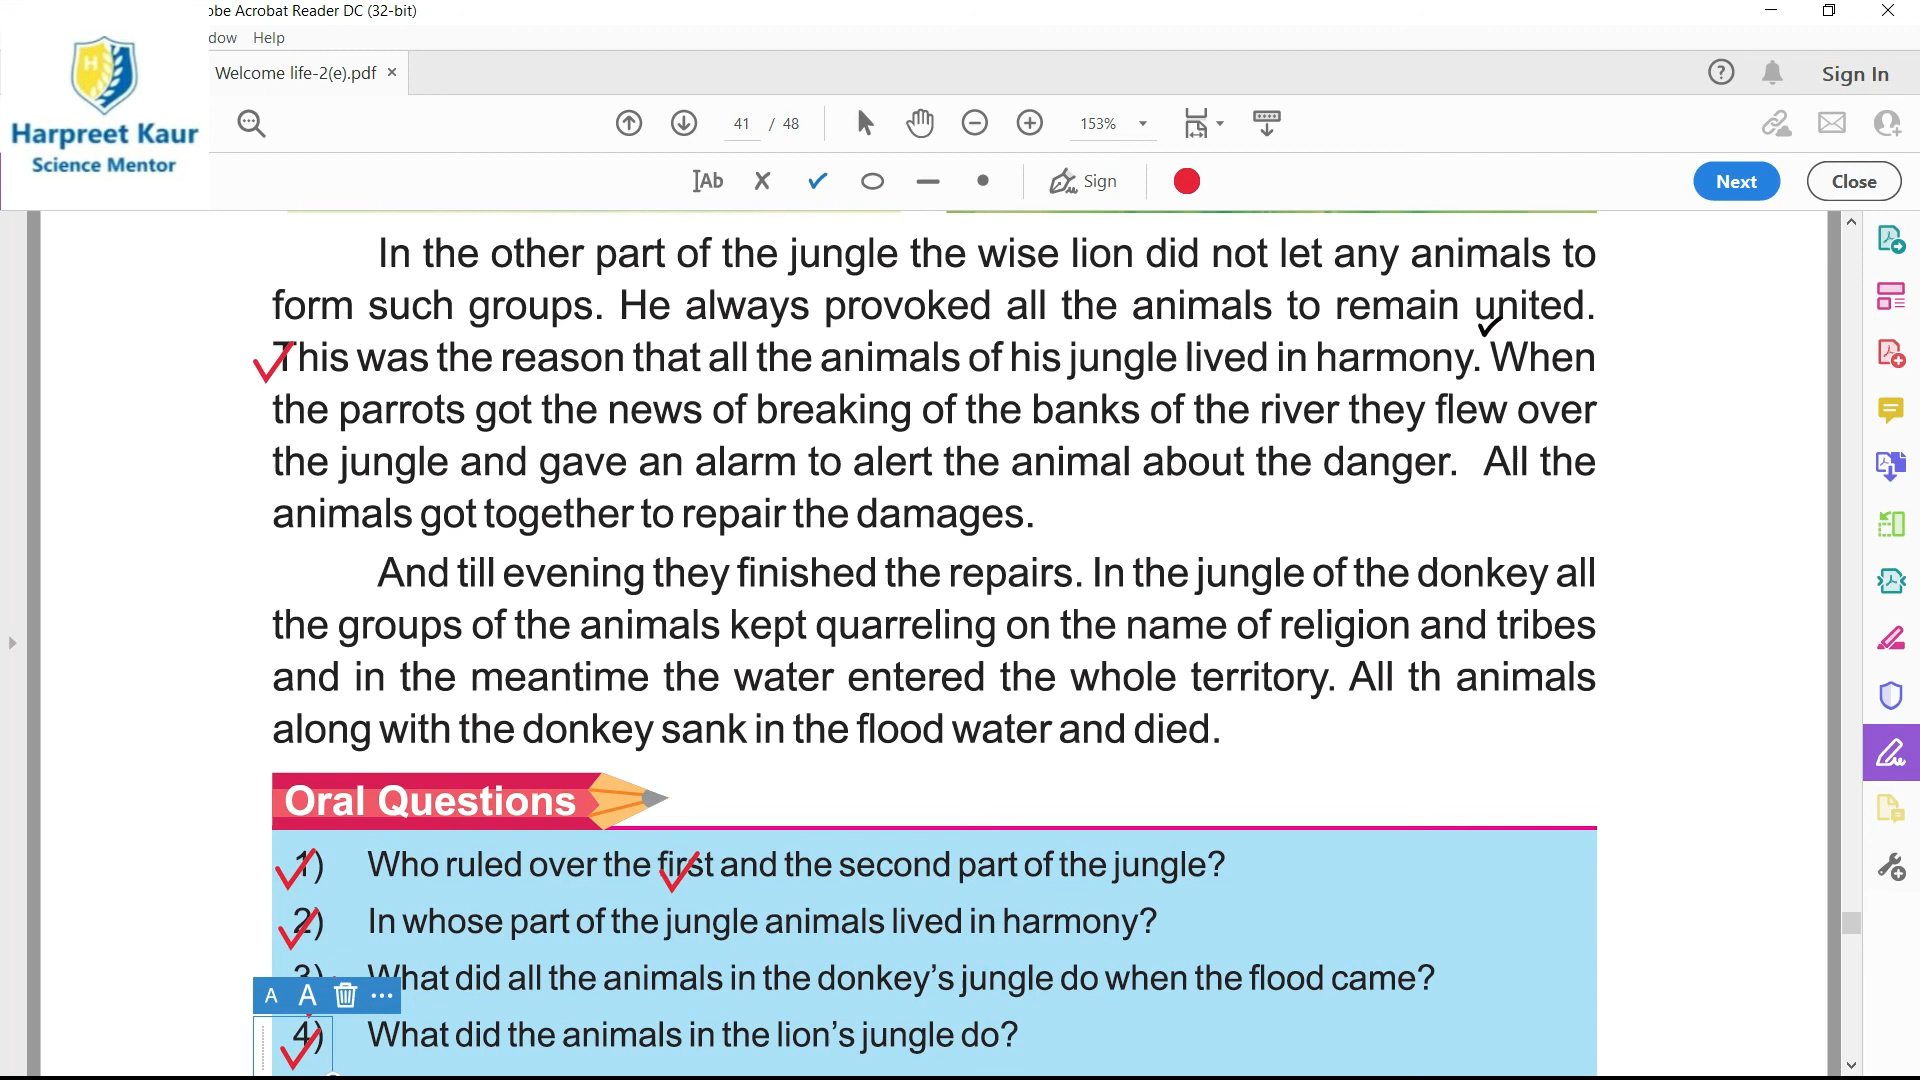 obe Acrobat Reader DC (32-bit)
dow Help
Welcome life-2(e).pdf × Sign In
H
Harpreet Kaur
Science Mentor
41 / 48 153%
Ab Sign Next Close
In the other part of the jungle the wise lion did not let any animals to
form such groups. He always provoked all the animals to remain united.
This was the reason that all the animals of his jungle lived in harmony. When
the parrots got the news of breaking of the banks of the river they flew over
the jungle and gave an alarm to alert the animal about the danger. All the
animals got together to repair the damages.
And till evening they finished the repairs. In the jungle of the donkey all
the groups of the animals kept quarreling on the name of religion and tribes
and in the meantime the water entered the whole territory. All th animals
along with the donkey sank in the flood water and died.
Oral Questions
1) Who ruled over the first and the second part of the jungle?
2) In whose part of the jungle animals lived in harmony?
3) What did all the animals in the donkey's jungle do when the flood came?
A A
4) What did the animals in the lion's jungle do?